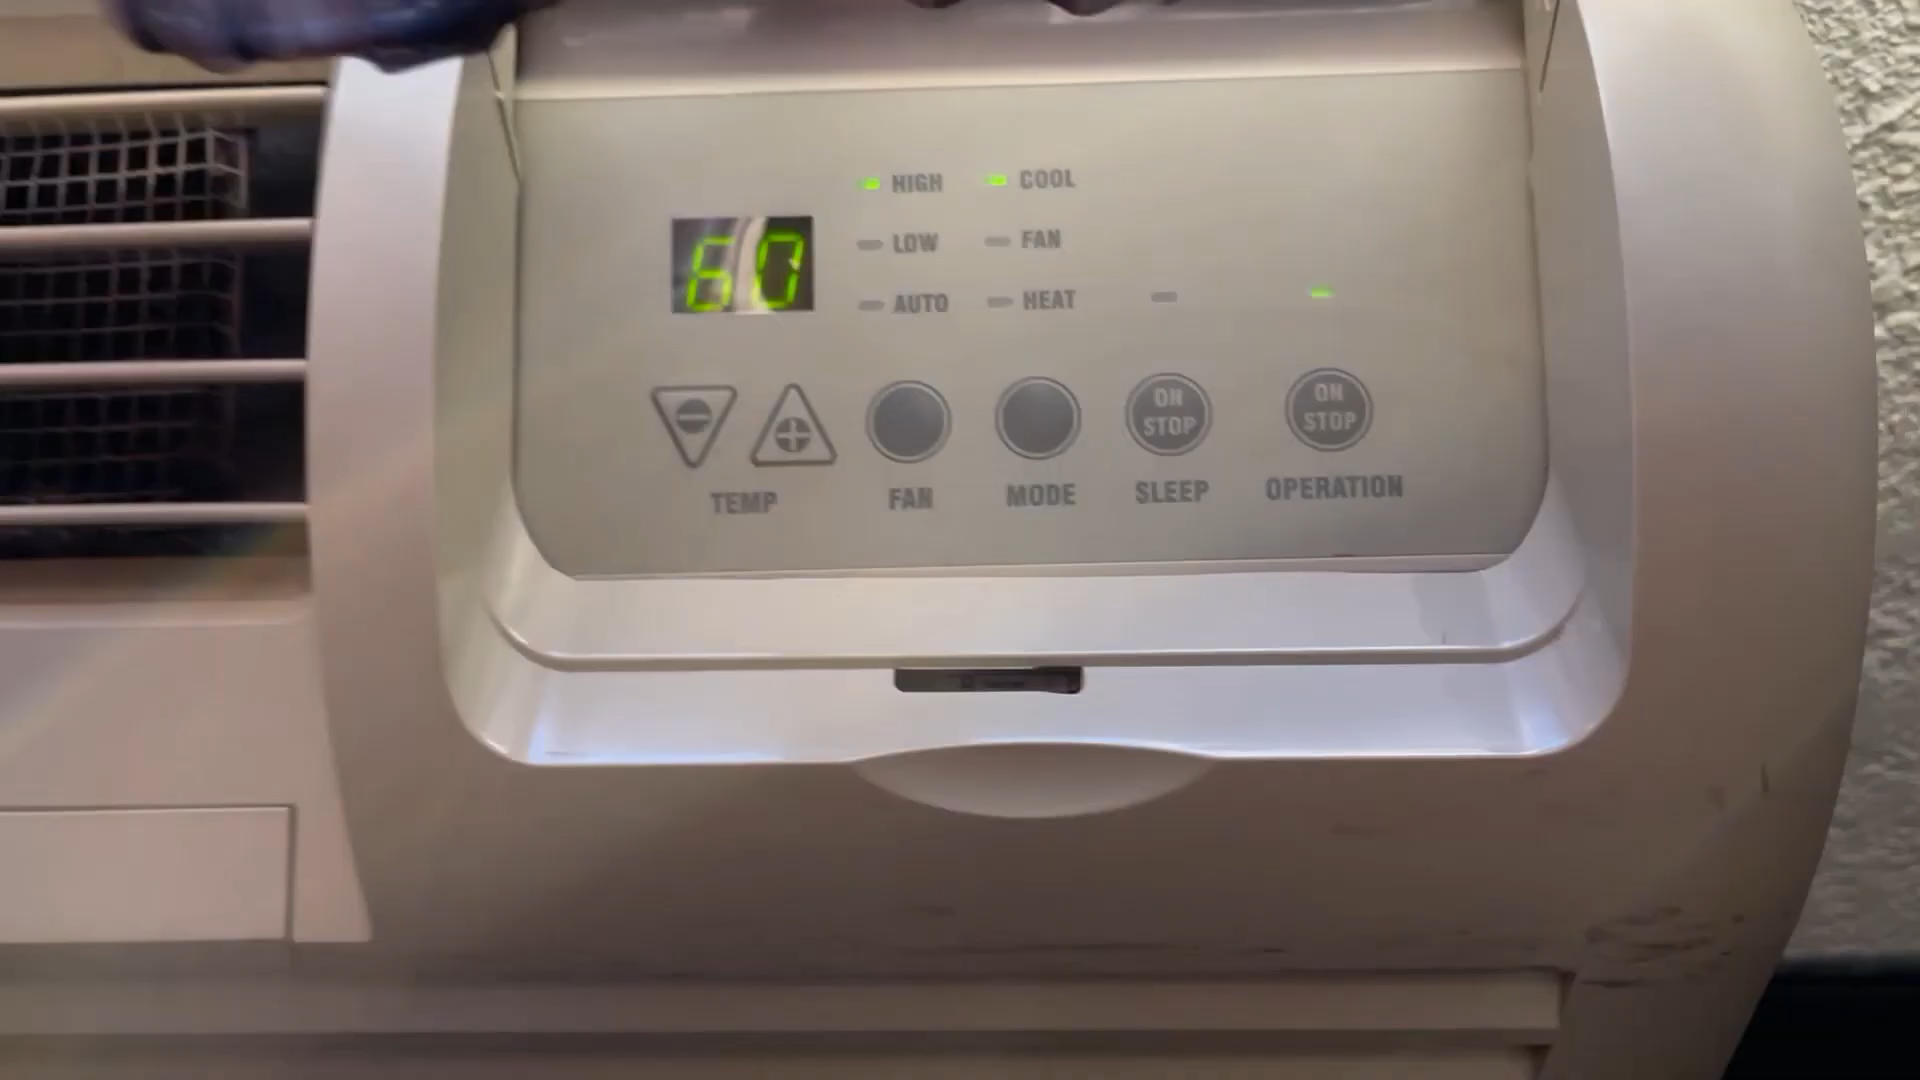 HIGH COOL
60
LOW FAN
AUTO HEAT
ON STOP ON STOP
TEMP FAN MODE SLEEP OPERATION